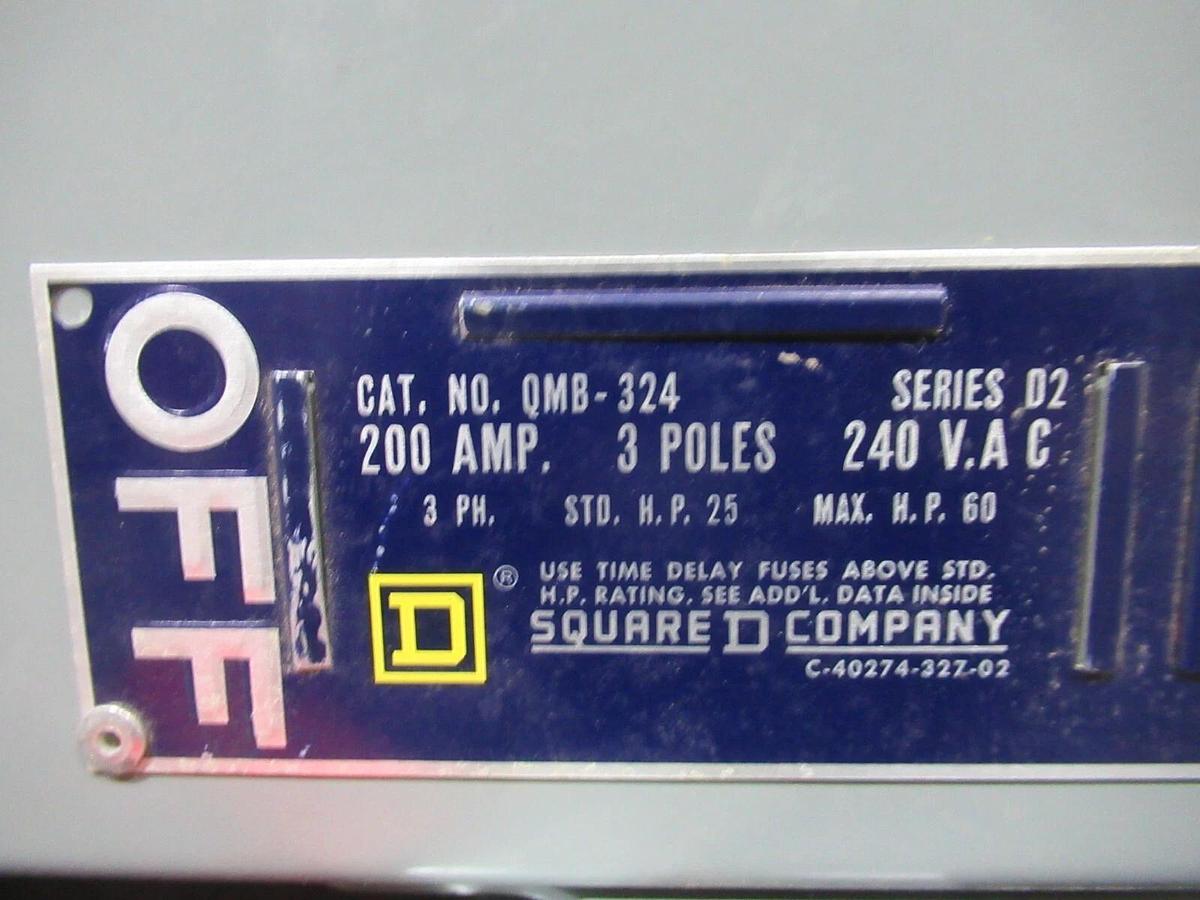 OFF
CAT. NO. QMB-324 SERIES D2
200 AMP. 3 POLES 240 V.A C.
3 PH. STD. H.P. 25 MAX. H.P. 60
D ® USE TIME DELAY FUSES ABOVE STD.
H.P. RATING. SEE ADD'L. DATA INSIDE
SQUARE D COMPANY
C-40274-327-02